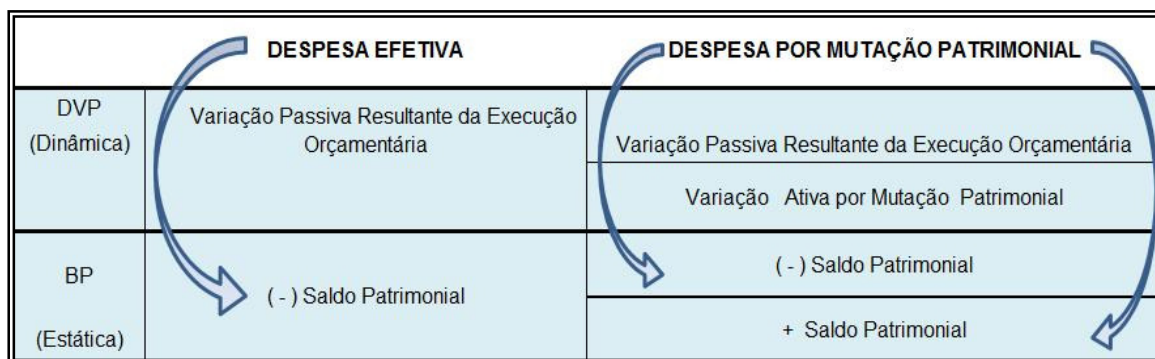 DESPESA EFETIVA
DESPESA POR MUTAÇÃO PATRIMONIAL
DVP
(Dinâmica)
Variação Passiva Resultante da Execução
Orçamentária
Variação Passiva Resultante da Execução Orçamentária
Variação Ativa por Mutação Patrimonial
BP
(Estática)
( - ) Saldo Patrimonial
( - ) Saldo Patrimonial
+ Saldo Patrimonial